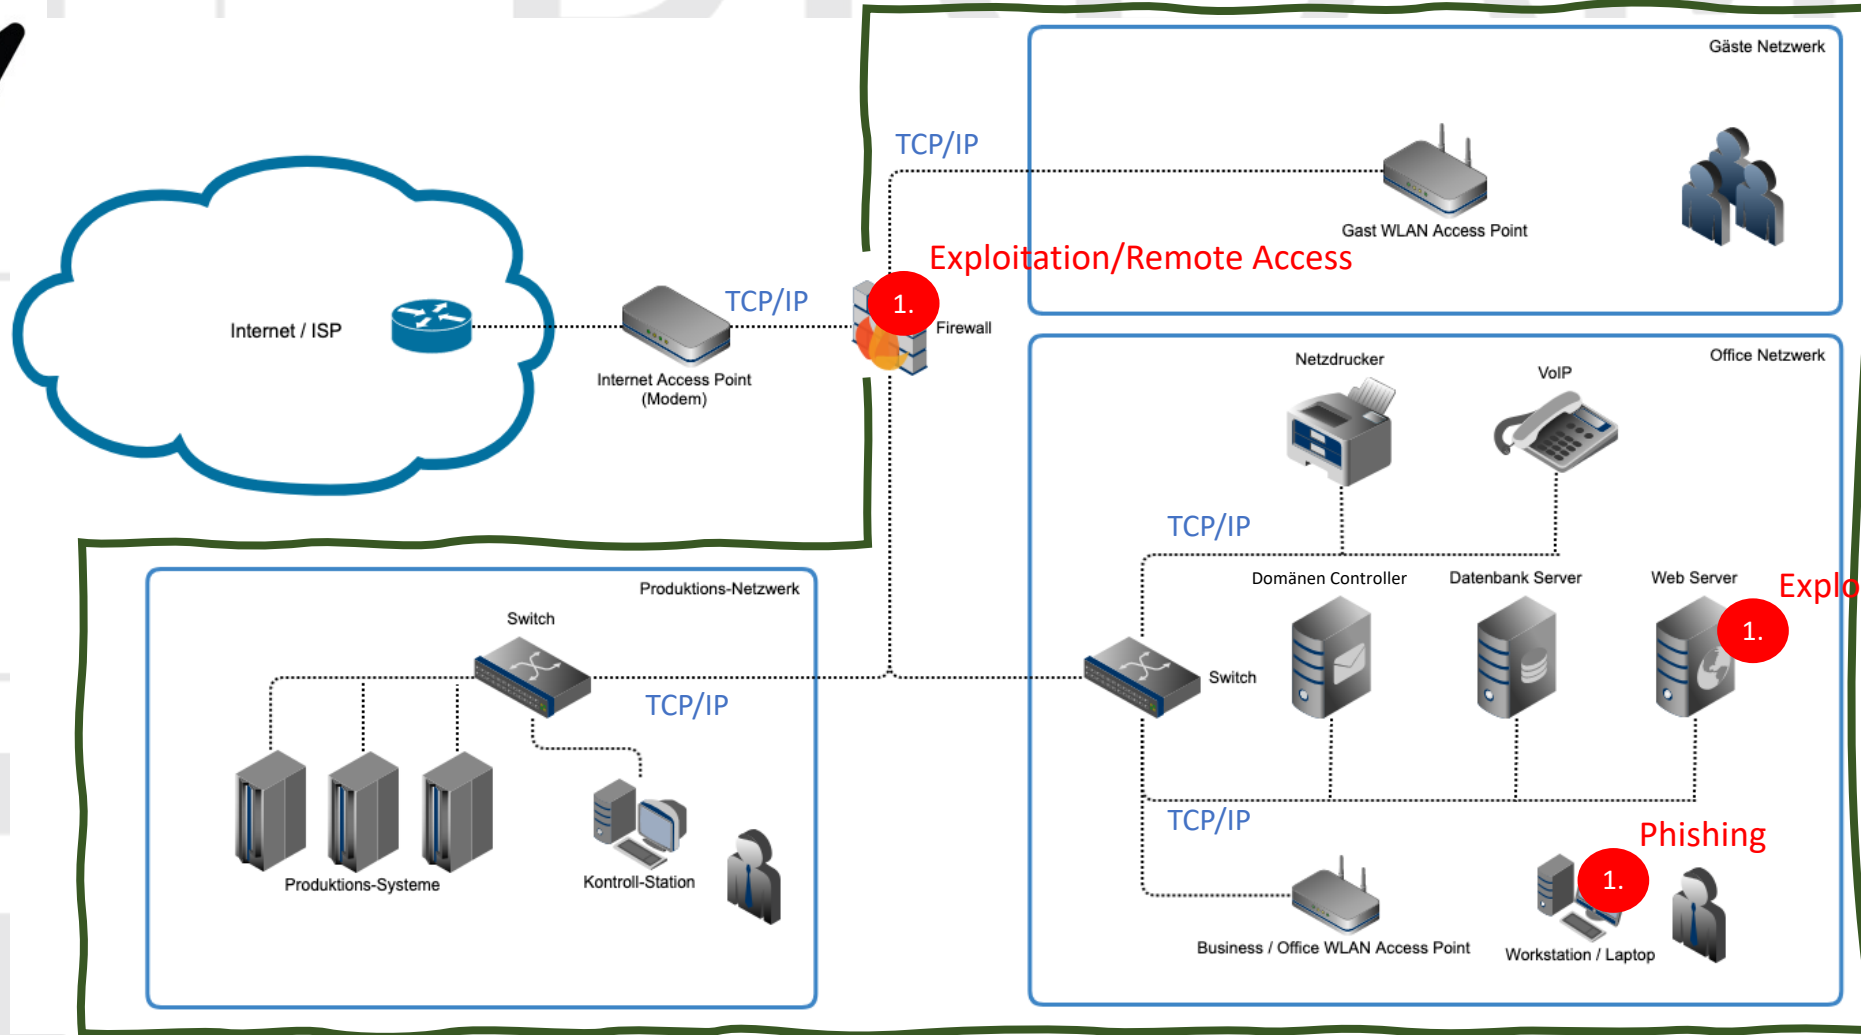 Gäste Netzwerk
TCP/IP
Gast WLAN Access Point
Exploitation/Remote Access
1.
TCP/IP
Firewall
Internet / ISP
Internet Access Point
(Modem)
Office Netzwerk
Netzdrucker
VoIP
TCP/IP
Domänen Controller
Datenbank Server
Web Server
Explo
1.
Switch
TCP/IP
Phishing
1.
Business / Office WLAN Access Point
Workstation / Laptop
Produktions-Netzwerk
Switch
TCP/IP
Produktions-Systeme
Kontroll-Station